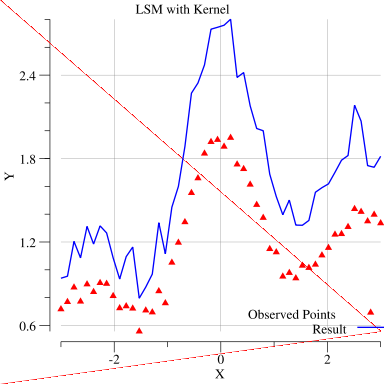 LSM with Kernel
2.4
1.8
Y
1.2
0.6
Observed Points
Result
-2
0
2
X